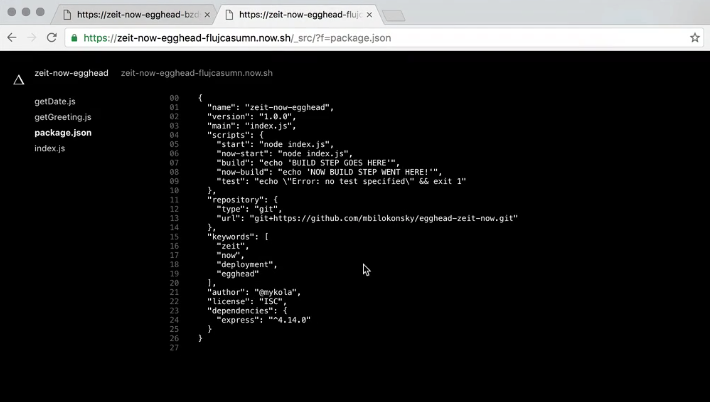 https://zeit-now-egghead-bzd
https://zeit-now-egghead-fluj
https://zeit-now-egghead-flujcasumn.now.sh/_src/?f=package.json
zeit-now-egghead zeit-now-egghead-flujcasumn.now.sh
getDate.js
getGreeting.js
package.json
index.js
00 {
01 "name": "zeit-now-egghead",
02 "version": "1.0.0",
03 "main": "index.js",
04 "scripts": {
05 "start": "node index.js",
06 "now-start": "node index.js",
07 "build": "echo 'BUILD STEP GOES HERE'",
08 "now-build": "echo 'NOW BUILD STEP WENT HERE!'",
09 "test": "echo \"Error: no test specified\" && exit 1"
10 },
11 "repository": {
12 "type": "git",
13 "url": "git+https://github.com/mbilokonsky/egghead-zeit-now.git"
14 },
15 "keywords": [
16 "zeit",
17 "now",
18 "deployment",
19 "egghead"
20 ],
21 "author": "@mykola",
22 "license": "ISC",
23 "dependencies": {
24 "express": "^4.14.0"
25 }
26 }
27